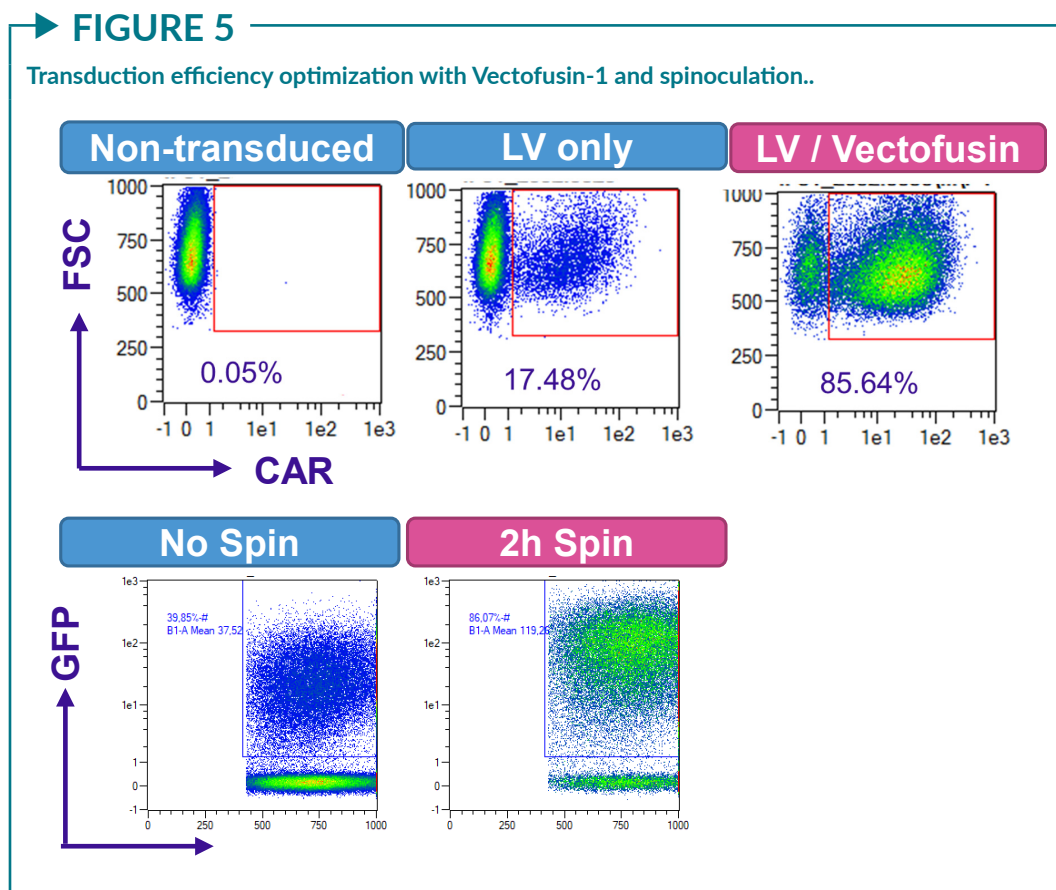 FIGURE 5
Transduction efficiency optimization with Vectofusin-1 and spinoculation..
Non-transduced
LV only
LV / Vectofusin
FSC
1000
750
500
250
0
0.05%
-1 0 1 1e1 1e2 1e3
1000
750
500
250
0
17.48%
-1 0 1 1e1 1e2 1e3
1000
750
500
250
0
85.64%
-1 0 1 1e1 1e2 1e3
CAR
No Spin
2h Spin
GFP
1e3
1e2
1e1
1
0
-1
39,85%-#
B1-A Mean 37,52
0 250 500 750 1000
1e3
1e2
1e1
1
0
-1
86,07%-#
B1-A Mean 119,2
0 250 500 750 1000